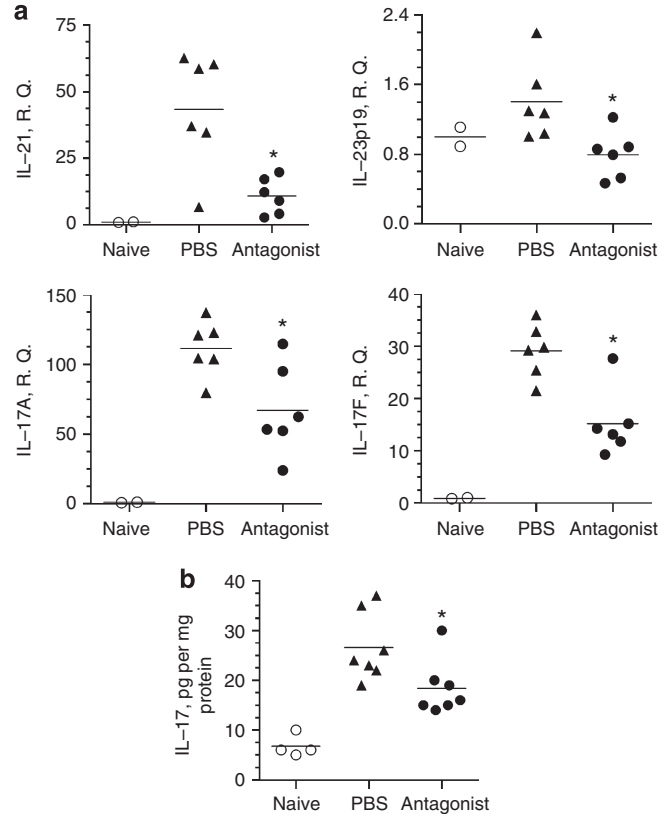 a
IL–21, R. Q.
75
50
25
0
*
Naive PBS Antagonist
IL–23p19, R. Q.
2.4
1.6
0.8
0.0
*
Naive PBS Antagonist
IL–17A, R. Q.
150
100
50
0
*
Naive PBS Antagonist
IL–17F, R. Q.
40
30
20
10
0
*
Naive PBS Antagonist
b
IL–17, pg per mg
protein
40
30
20
10
0
*
Naive PBS Antagonist